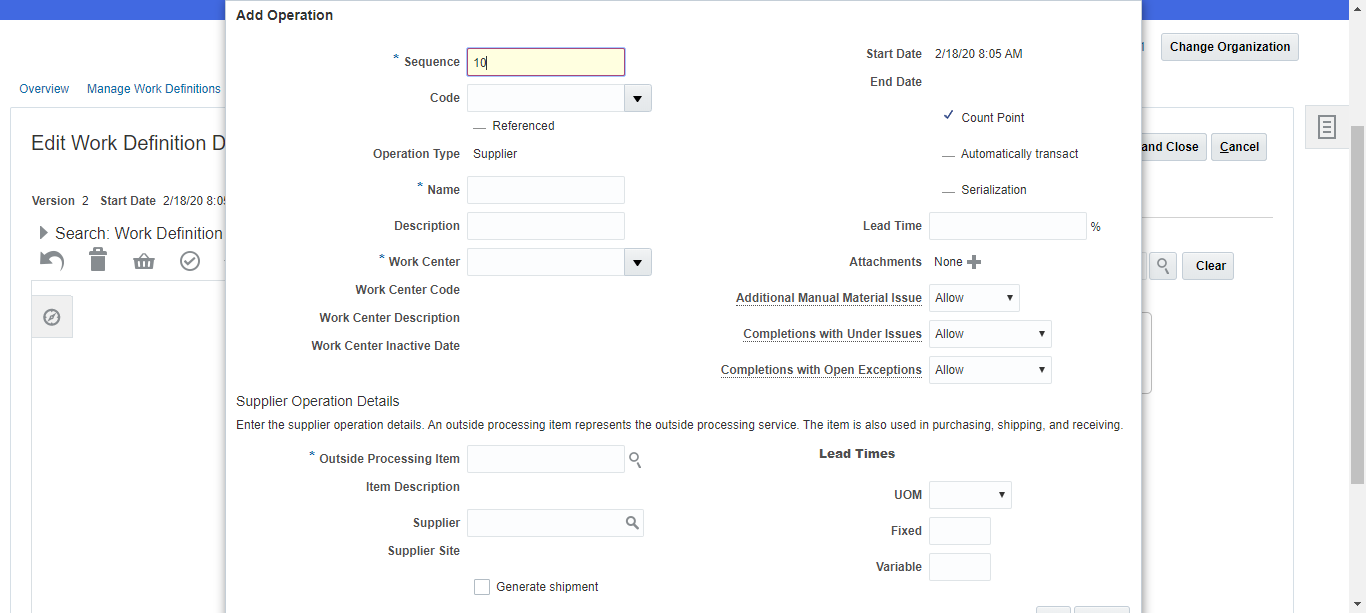 Add Operation
* Sequence 10
Code
Referenced
Operation Type Supplier
* Name
Description
* Work Center
Work Center Code
Work Center Description
Work Center Inactive Date
Start Date 2/18/20 8:05 AM
End Date
Count Point
Automatically transact
Serialization
Lead Time %
Attachments None
Additional Manual Material Issue Allow
Completions with Under Issues Allow
Completions with Open Exceptions Allow
Supplier Operation Details
Enter the supplier operation details. An outside processing item represents the outside processing service. The item is also used in purchasing, shipping, and receiving.
* Outside Processing Item
Item Description
Supplier
Supplier Site
Generate shipment
Lead Times
UOM
Fixed
Variable
Change Organization
Overview Manage Work Definitions
Edit Work Definition D
and Close Cancel
Version 2 Start Date 2/18/20 8:05
Search: Work Definition
Clear